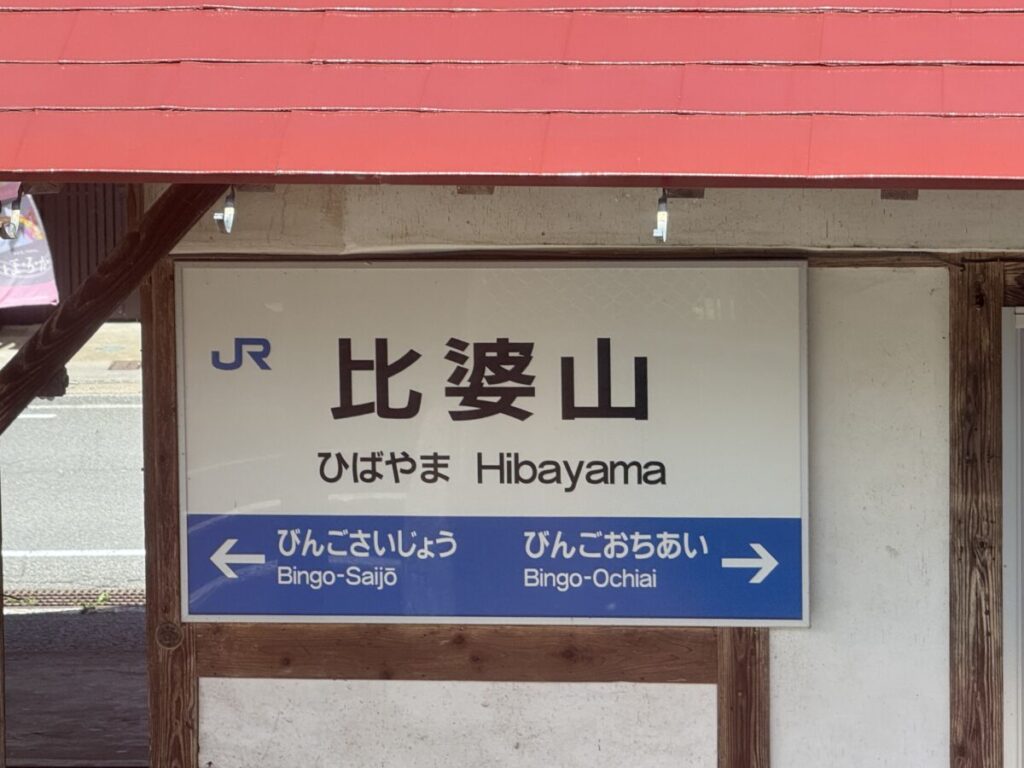 JR
比婆山
ひばやま Hibayama
びんごさいじょう びんごおちあい
Bingo-Saijō Bingo-Ochiai